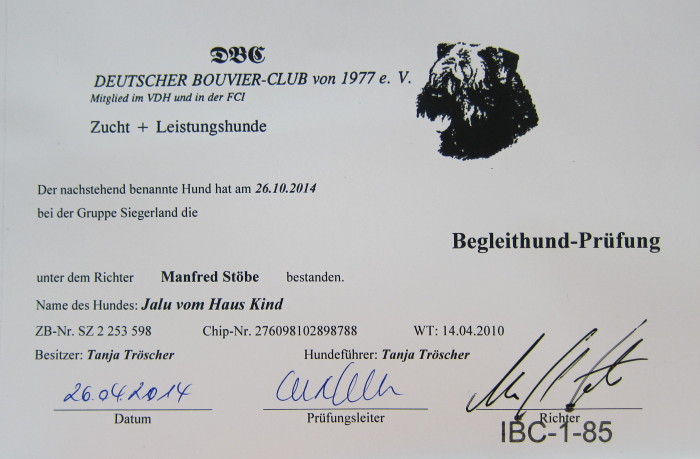 DBC
DEUTSCHER BOUVIER-CLUB von 1977 e. V.
Mitglied im VDH und in der FCI
Zucht + Leistungshunde
Der nachstehend benannte Hund hat am 26.10.2014
bei der Gruppe Siegerland die
Begleithund-Prüfung
unter dem Richter Manfred Stöbe bestanden.
Name des Hundes: Jalu vom Haus Kind
ZB-Nr. SZ 2 253 598 Chip-Nr. 276098102898788 WT: 14.04.2010
Besitzer: Tanja Tröscher Hundeführer: Tanja Tröscher
26.04.2014
Datum Prüfungsleiter Richter
IBC-1-85